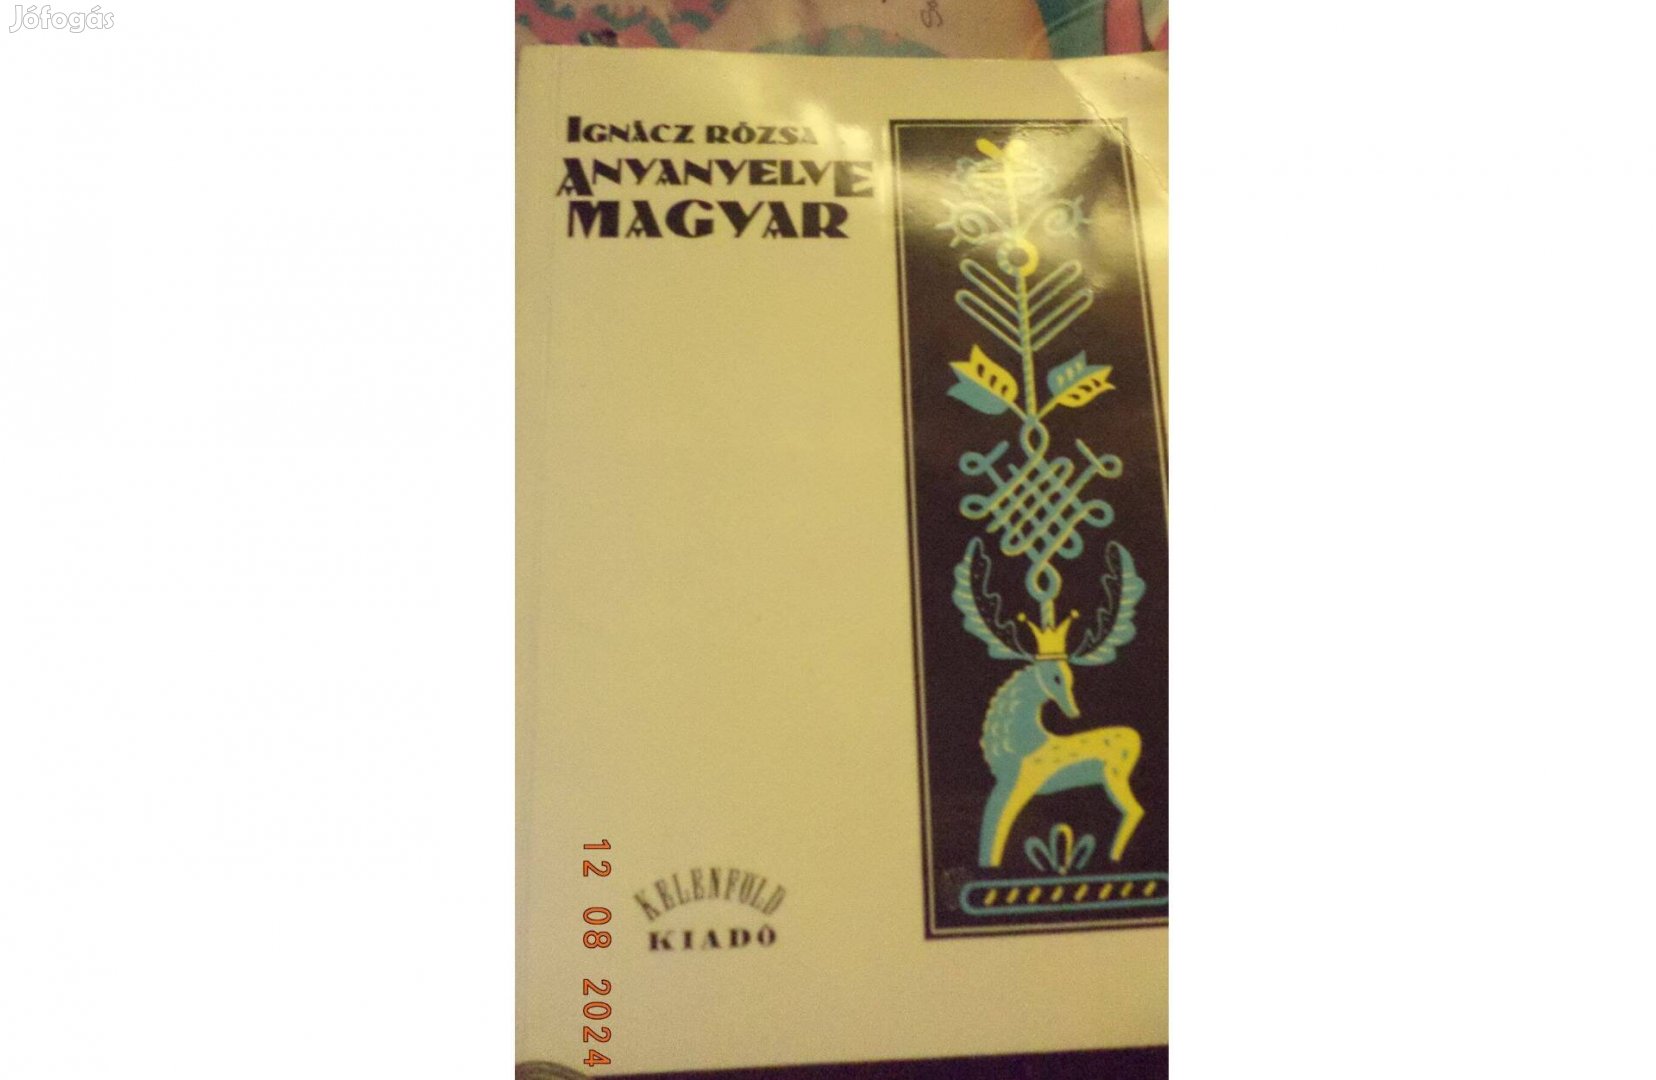 Jófogás
IGNÁCZ RÓZSA
ANYANYELVE
MAGYAR
KELENFÖLD
KIADÓ
12 08 2024